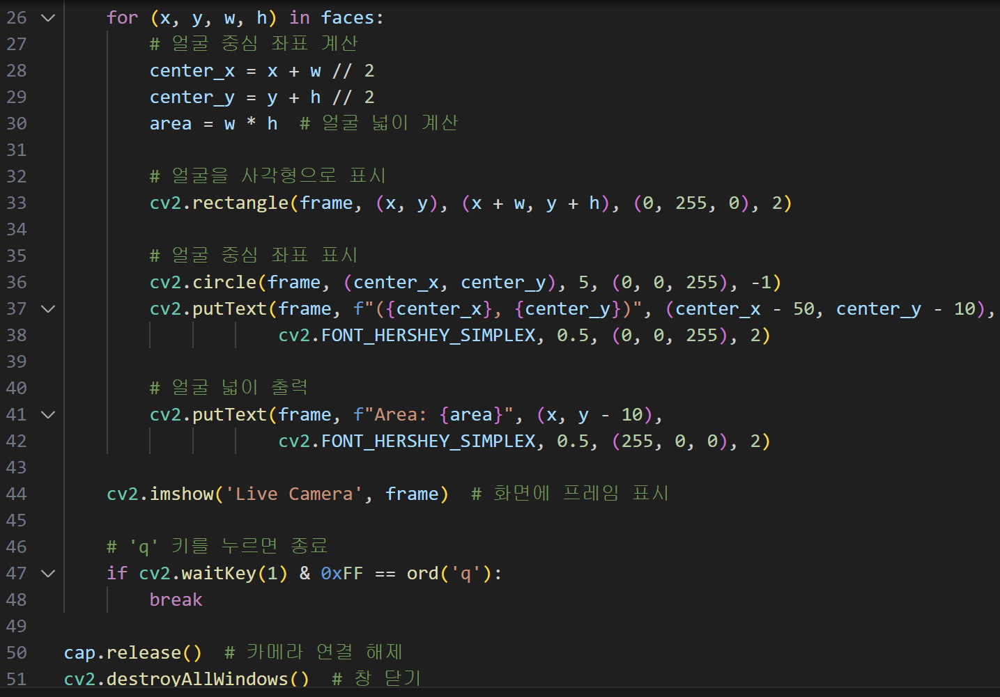 26 for (x, y, w, h) in faces:
27 # 얼굴 중심 좌표 계산
28 center_x = x + w // 2
29 center_y = y + h // 2
30 area = w * h  # 얼굴 넓이 계산
31
32 # 얼굴을 사각형으로 표시
33 cv2.rectangle(frame, (x, y), (x + w, y + h), (0, 255, 0), 2)
34
35 # 얼굴 중심 좌표 표시
36 cv2.circle(frame, (center_x, center_y), 5, (0, 0, 255), -1)
37 cv2.putText(frame, f"({center_x}, {center_y})", (center_x - 50, center_y - 10),
38 cv2.FONT_HERSHEY_SIMPLEX, 0.5, (0, 0, 255), 2)
39
40 # 얼굴 넓이 출력
41 cv2.putText(frame, f"Area: {area}", (x, y - 10),
42 cv2.FONT_HERSHEY_SIMPLEX, 0.5, (255, 0, 0), 2)
43
44 cv2.imshow('Live Camera', frame)  # 화면에 프레임 표시
45
46 # 'q' 키를 누르면 종료
47 if cv2.waitKey(1) & 0xFF == ord('q'):
48 break
49
50 cap.release()  # 카메라 연결 해제
51 cv2.destroyAllWindows()  # 창 닫기